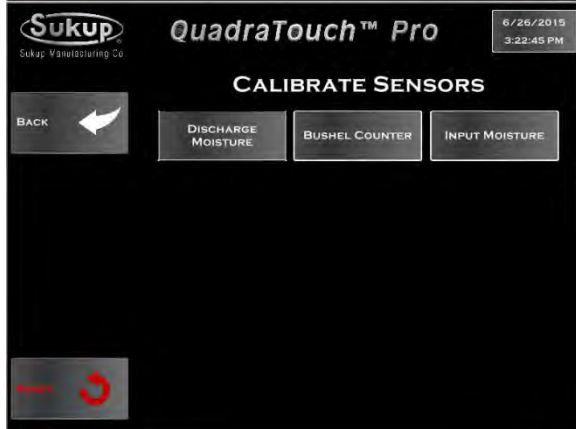 Sukup
Sukup Manufacturing Co.
QuadraTouch™ Pro
6/26/2015
3:22:45 PM
CALIBRATE SENSORS
BACK
DISCHARGE
MOISTURE
BUSHEL COUNTER
INPUT MOISTURE
RESET